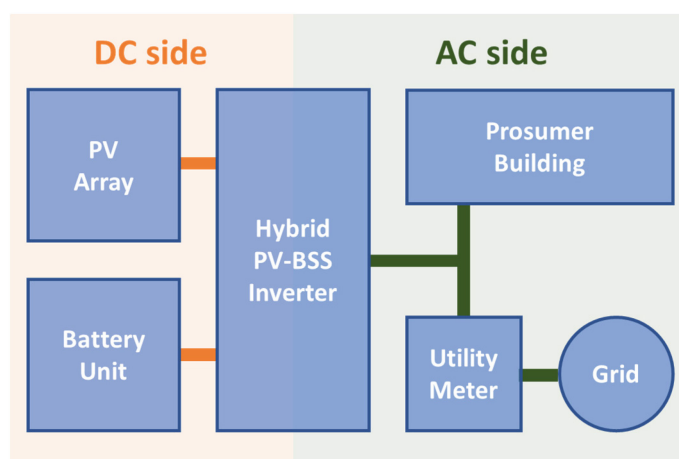 DC side
AC side
PV
Array
Battery
Unit
Hybrid
PV-BSS
Inverter
Prosumer
Building
Utility
Meter
Grid